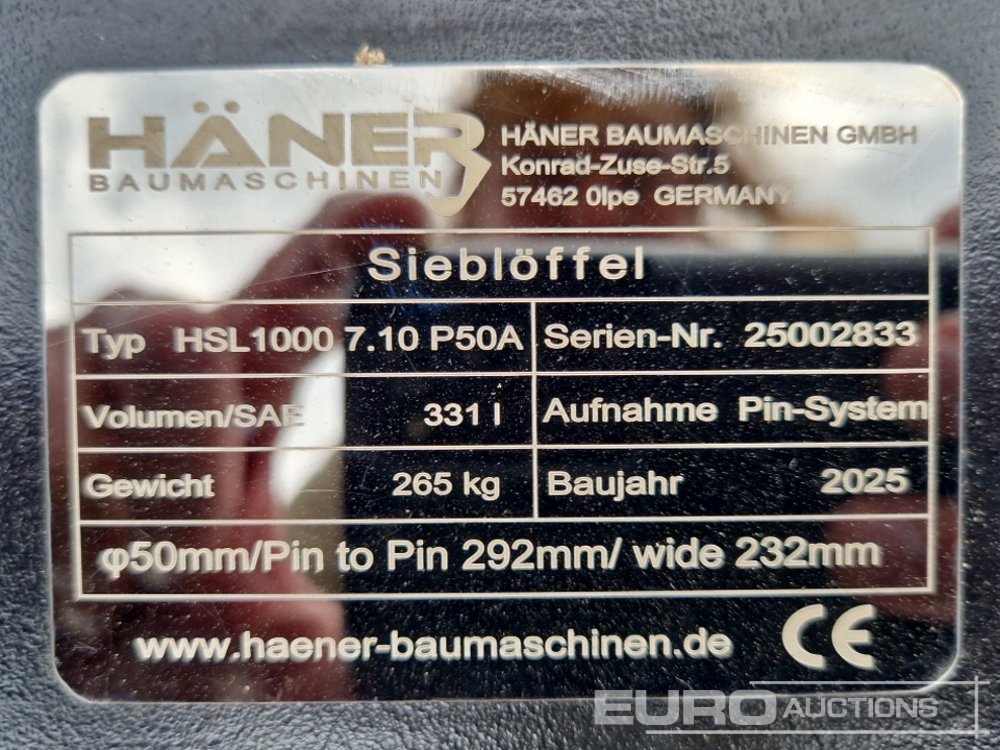 HÄNER
BAUMASCHINEN
HÄNER BAUMASCHINEN GMBH
Konrad-Zuse-Str.5
57462 Olpe GERMANY
Sieblöffel
Typ HSL1000 7.10 P50A Serien-Nr. 25002833
Volumen/SAE 331 l Aufnahme Pin-System
Gewicht 265 kg Baujahr 2025
φ50mm/Pin to Pin 292mm/ wide 232mm
www.haener-baumaschinen.de CE
EURO AUCTIONS